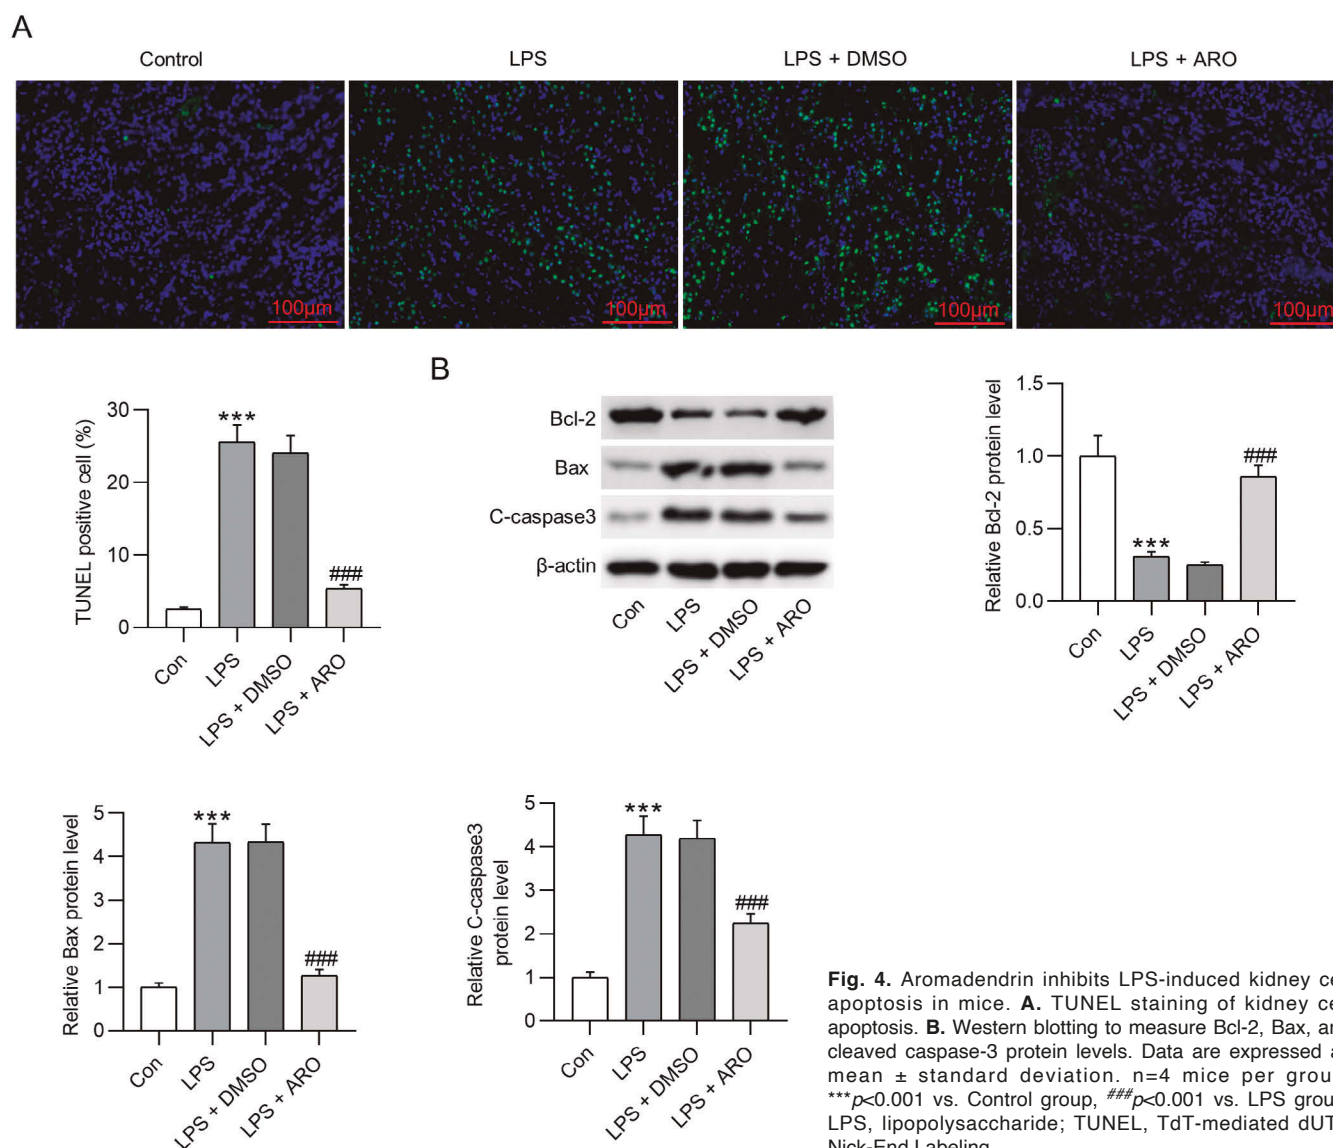 A
Control
LPS
LPS + DMSO
LPS + ARO
100μm
100μm
100μm
100μm
TUNEL positive cell (%)
30
20
10
0
***
###
Con
LPS
LPS + DMSO
LPS + ARO
B
Bcl-2
Bax
C-caspase3
β-actin
Con
LPS
LPS + DMSO
LPS + ARO
Relative Bcl-2 protein level
1.5
1.0
0.5
0.0
***
###
Con
LPS
LPS + DMSO
LPS + ARO
Relative Bax protein level
5
4
3
2
1
0
***
###
Con
LPS
LPS + DMSO
LPS + ARO
Relative C-caspase3
protein level
5
4
3
2
1
0
***
###
Con
LPS
LPS + DMSO
LPS + ARO
Fig. 4. Aromadendrin inhibits LPS-induced kidney
apoptosis in mice. A. TUNEL staining of kidney
apoptosis. B. Western blotting to measure Bcl-2, Bax,
cleaved caspase-3 protein levels. Data are expressed
mean ± standard deviation. n=4 mice per
***p<0.001 vs. Control group, ###p<0.001 vs. LPS
LPS, lipopolysaccharide; TUNEL, TdT-mediated
Nick-End Labeling